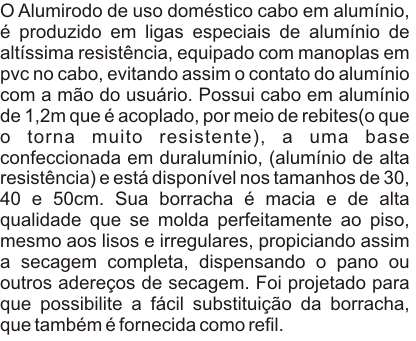 O Alumirodo de uso doméstico cabo em alumínio,
é produzido em ligas especiais de alumínio de
altíssima resistência, equipado com manoplas em
pvc no cabo, evitando assim o contato do alumínio
com a mão do usuário. Possui cabo em alumínio
de 1,2m que é acoplado, por meio de rebites(o que
o torna muito resistente), a uma base
confeccionada em duralumínio, (alumínio de alta
resistência) e está disponível nos tamanhos de 30,
40 e 50cm. Sua borracha é macia e de alta
qualidade que se molda perfeitamente ao piso,
mesmo aos lisos e irregulares, propiciando assim
a secagem completa, dispensando o pano ou
outros adereços de secagem. Foi projetado para
que possibilite a fácil substituição da borracha,
que também é fornecida como refil.